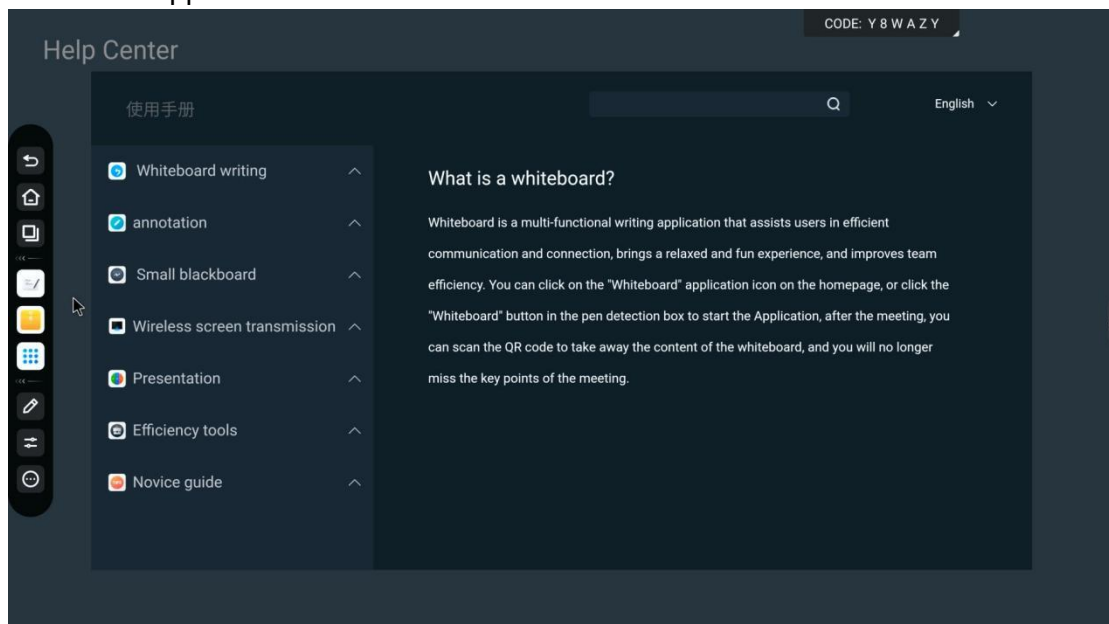 CODE: Y 8 W A Z Y
Help Center
使用手册
English
Whiteboard writing
annotation
Small blackboard
Wireless screen transmission
Presentation
Efficiency tools
Novice guide
What is a whiteboard?
Whiteboard is a multi-functional writing application that assists users in efficient
communication and connection, brings a relaxed and fun experience, and improves team
efficiency. You can click on the "Whiteboard" application icon on the homepage, or click the
"Whiteboard" button in the pen detection box to start the Application, after the meeting, you
can scan the QR code to take away the content of the whiteboard, and you will no longer
miss the key points of the meeting.